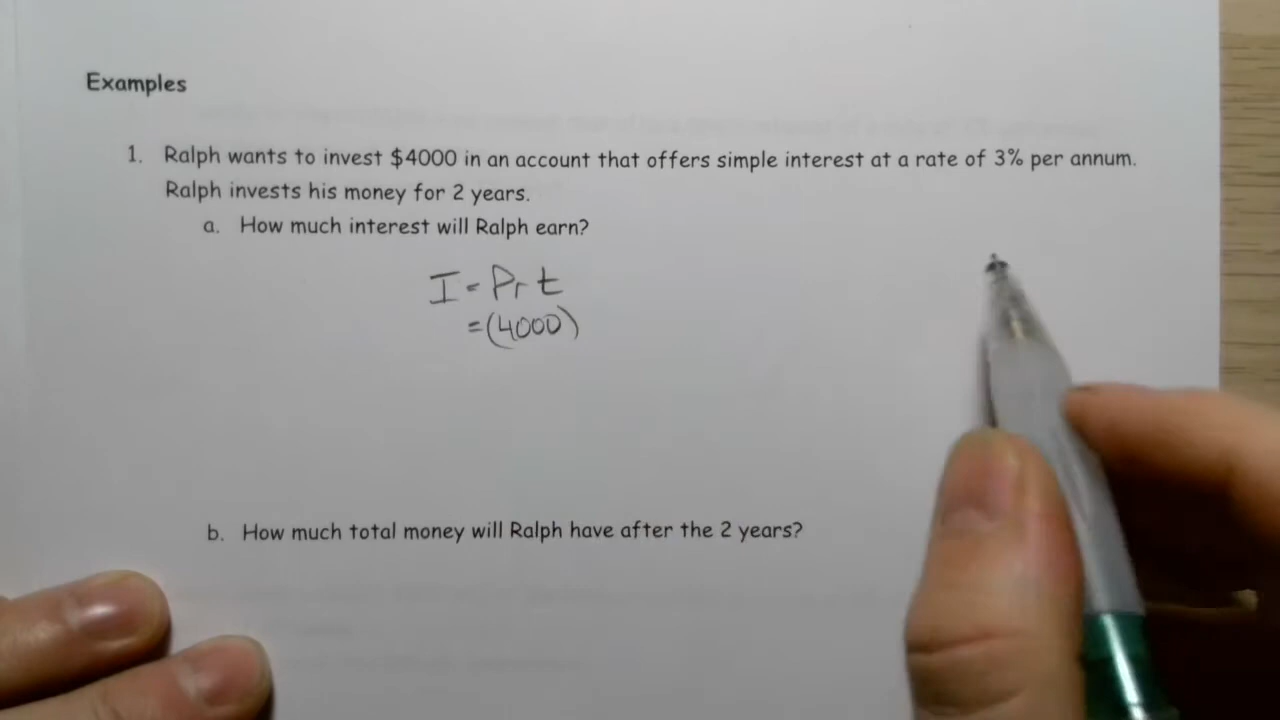 Examples
1. Ralph wants to invest $4000 in an account that offers simple interest at a rate of 3% per annum.
Ralph invests his money for 2 years.
a. How much interest will Ralph earn?
I = Prt
= (4000)
b. How much total money will Ralph have after the 2 years?